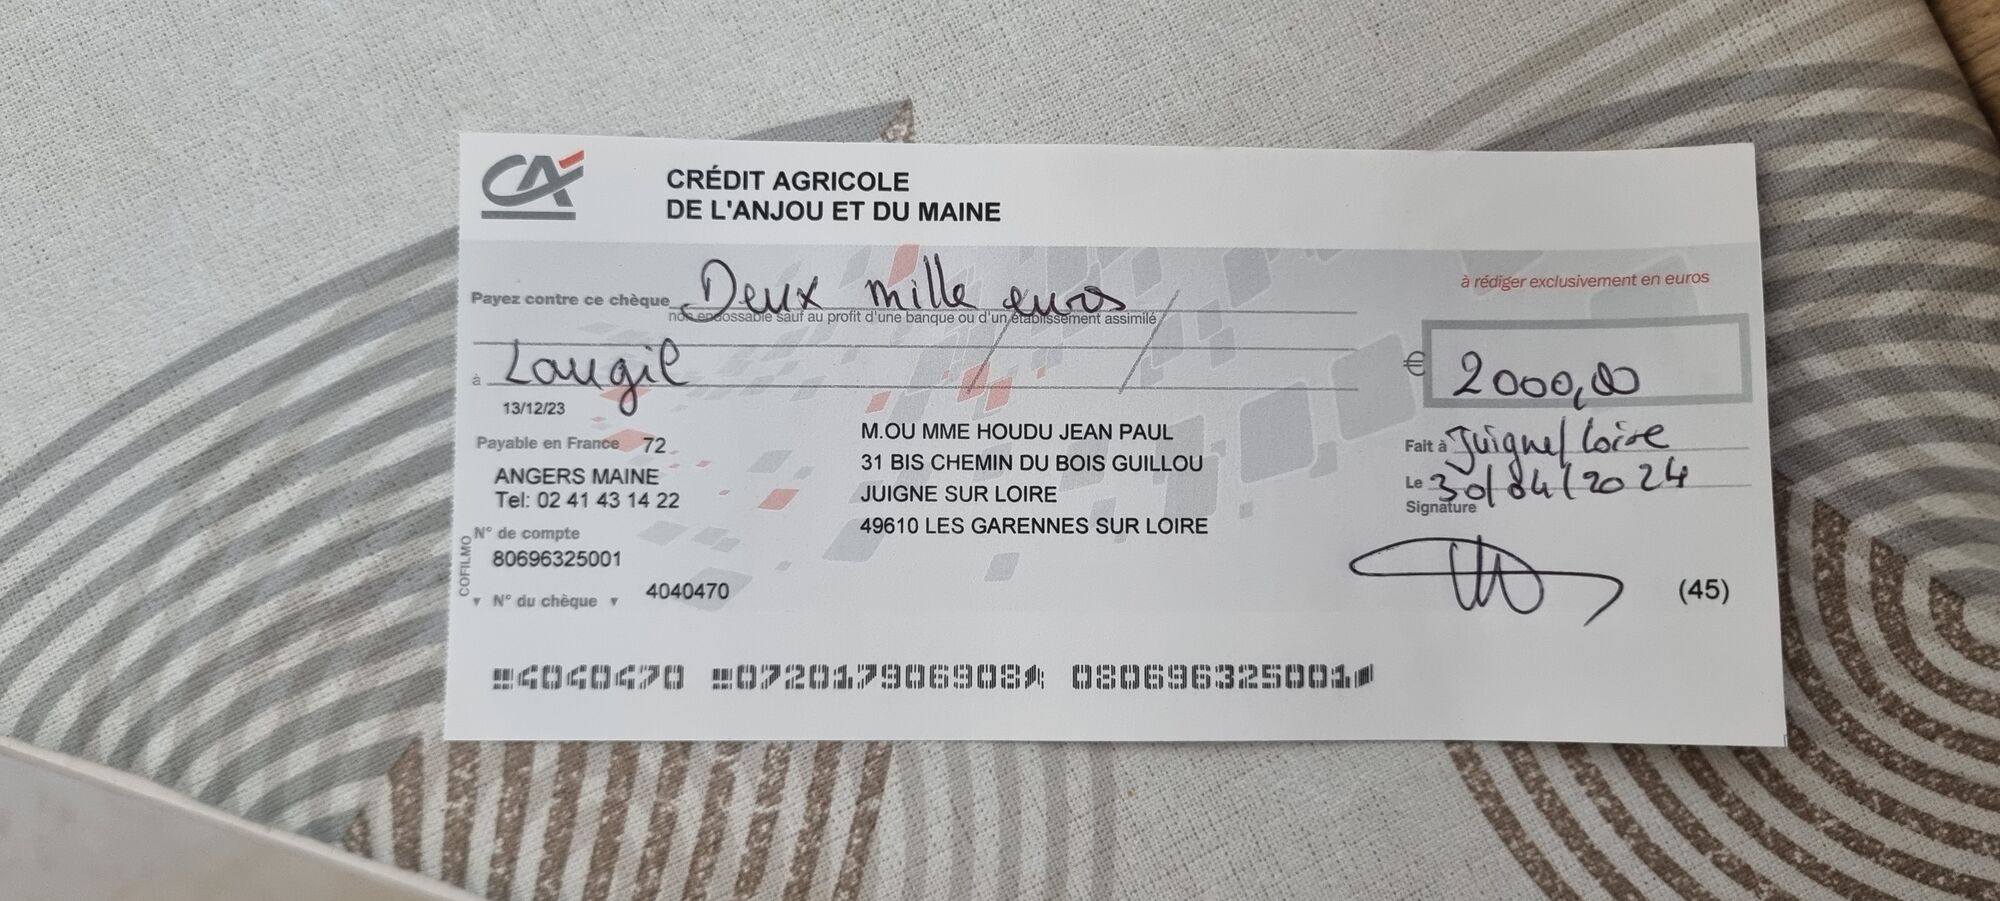 CA
CRÉDIT AGRICOLE
DE L'ANJOU ET DU MAINE
à rédiger exclusivement en euros
Payez contre ce chèque Deux mille euros
non endossable sauf au profit d'une banque ou d'un établissement assimilé
€ 2000,00
à Laugil
13/12/23
Payable en France 72
ANGERS MAINE
Tel: 02 41 43 14 22
M.OU MME HOUDU JEAN PAUL
31 BIS CHEMIN DU BOIS GUILLOU
JUIGNE SUR LOIRE
49610 LES GARENNES SUR LOIRE
Fait à Juigne/Loire
Le 30/04/2024
Signature
N° de compte
80696325001
COFILMO
N° du chèque 4040470
(45)
4040470 072017906908 080696325001